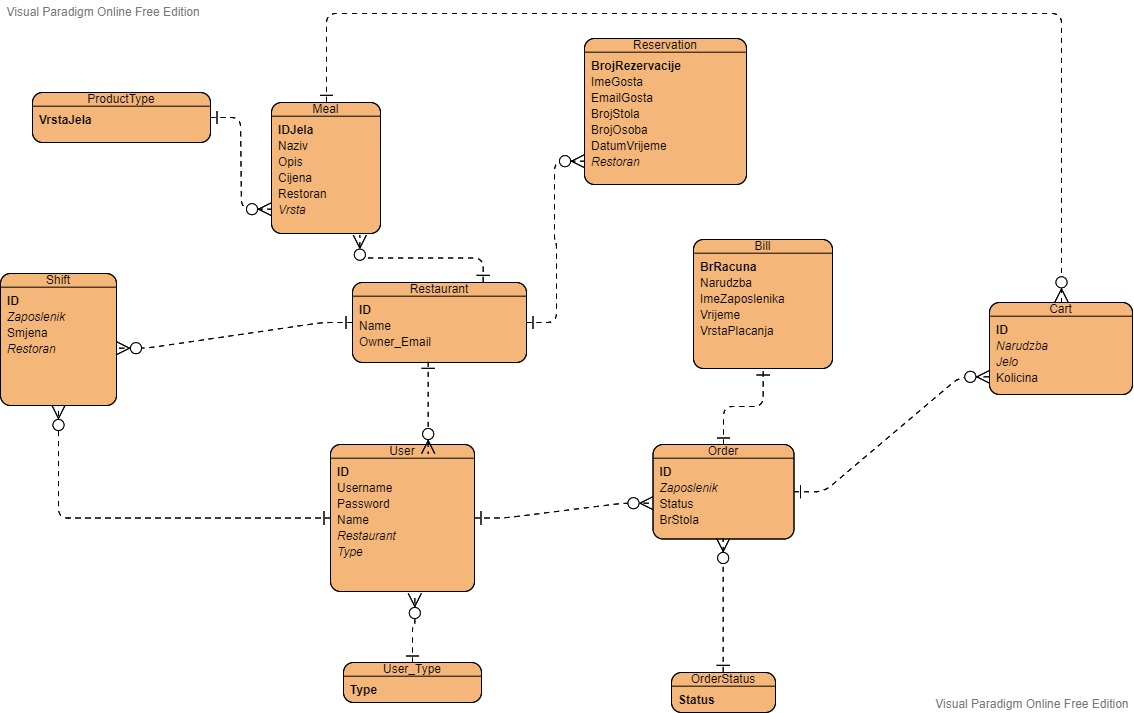 Visual Paradigm Online Free Edition
ProductType
VrstaJela
Meal
IDJela
Naziv
Opis
Cijena
Restoran
Vrsta
Reservation
BrojRezervacije
ImeGosta
EmailGosta
BrojStola
BrojOsoba
DatumVrijeme
Restoran
Shift
ID
Zaposlenik
Smjena
Restoran
Restaurant
ID
Name
Owner_Email
Bill
BrRacuna
Narudzba
ImeZaposlenika
Vrijeme
VrstaPlacanja
Cart
ID
Narudzba
Jelo
Kolicina
User
ID
Username
Password
Name
Restaurant
Type
Order
ID
Zaposlenik
Status
BrStola
User_Type
Type
OrderStatus
Status
Visual Paradigm Online Free Edition